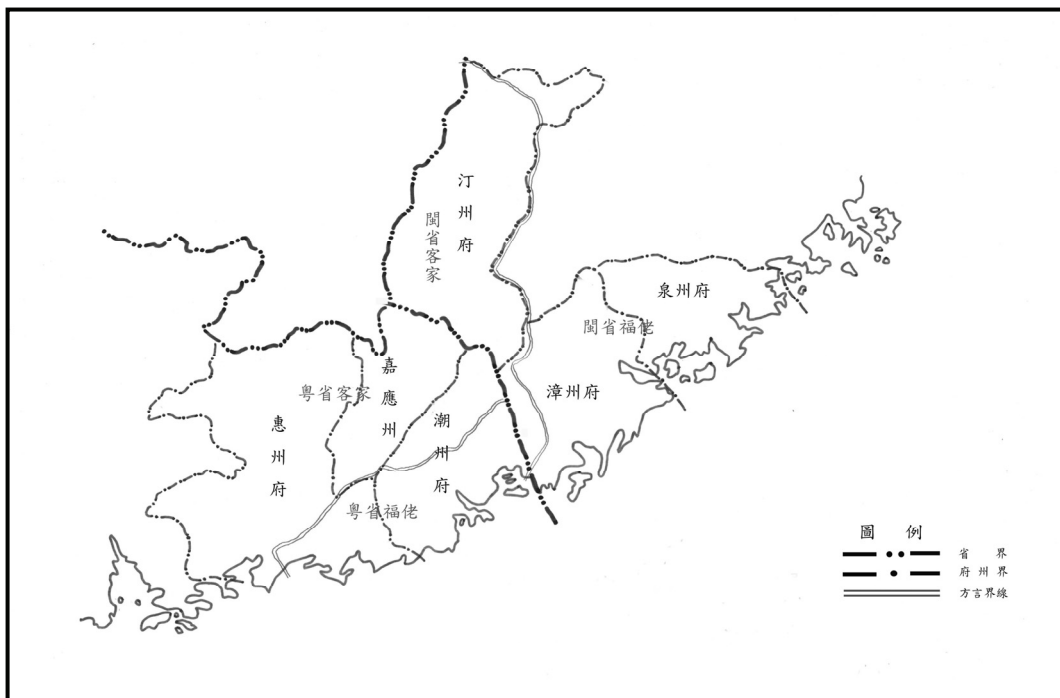 汀州府
閩省客家
泉州府
閩省福佬
漳州府
嘉應州
粵省客家
惠州府
潮州府
粵省福佬
圖例
省界
府州界
方言界線